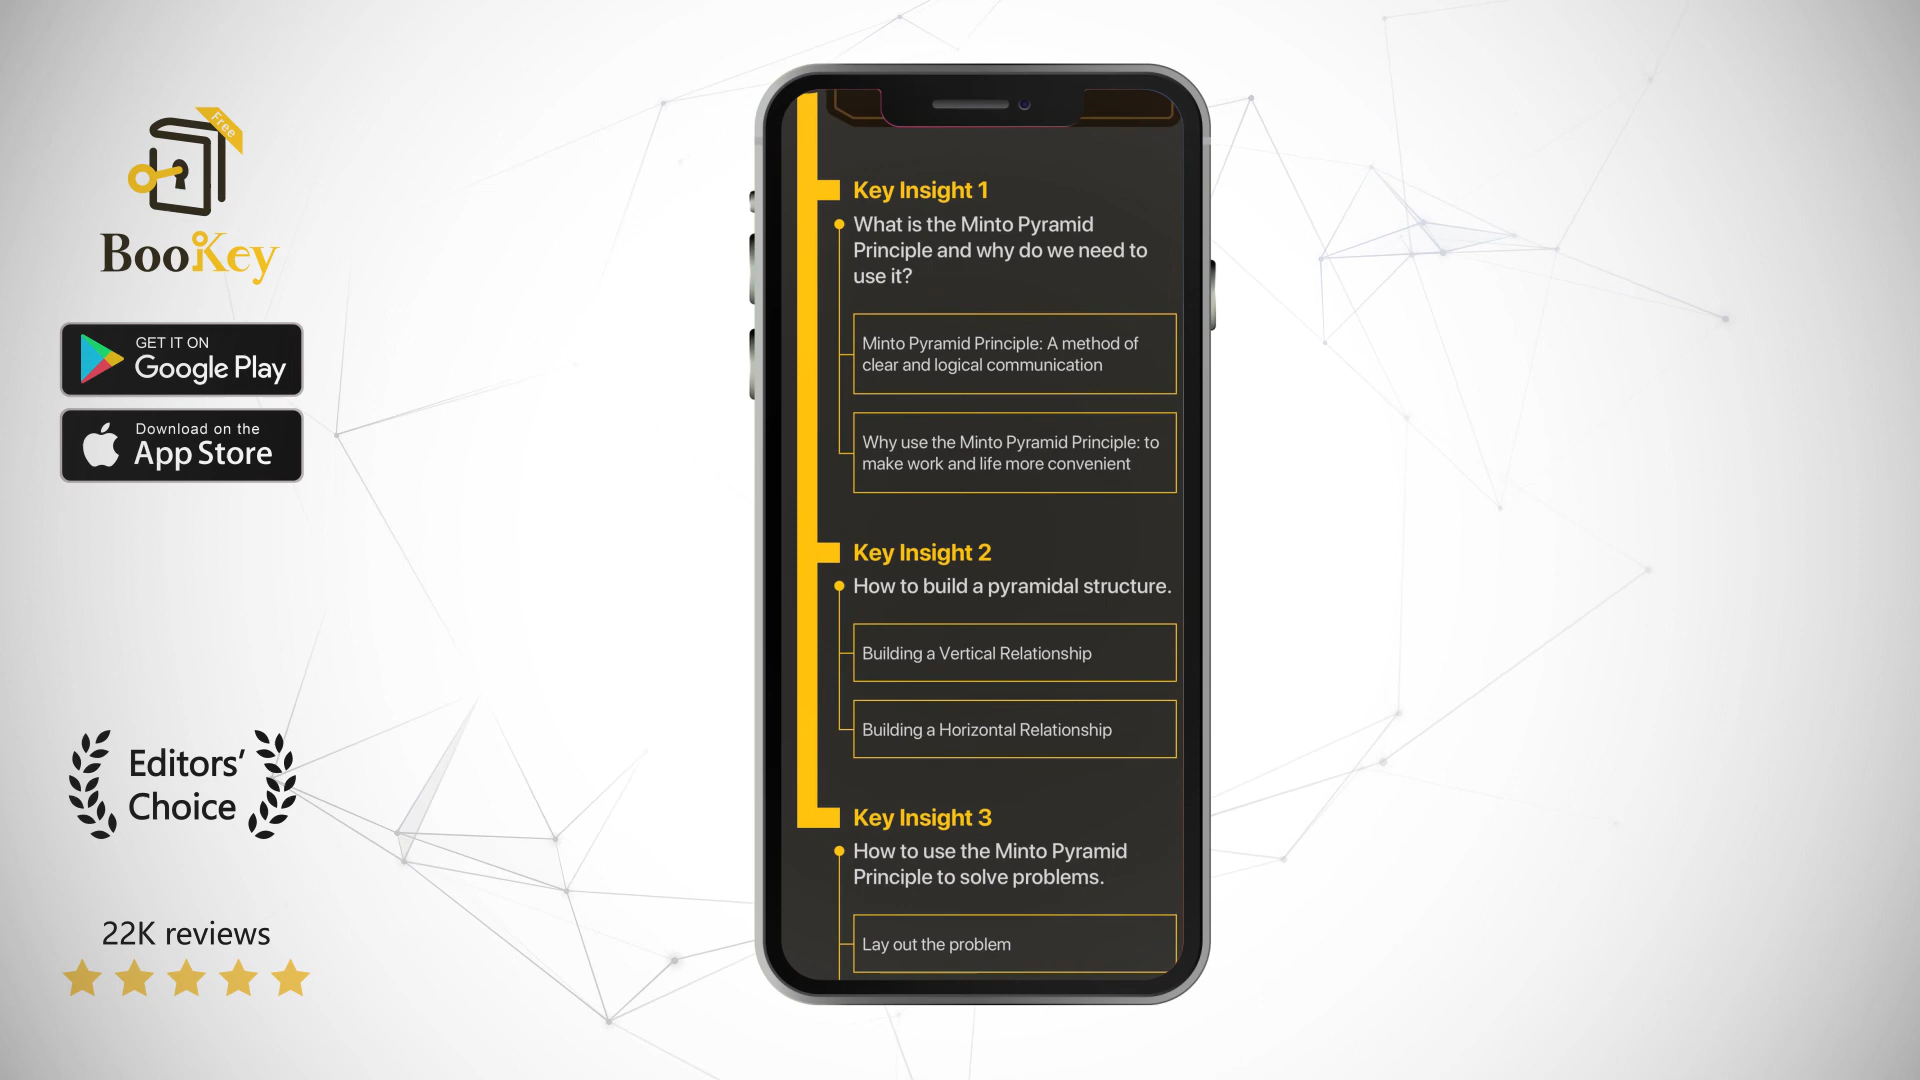 Free
BooKey
GET IT ON
Google Play
Download on the
App Store
Editors'
Choice
22K reviews
Key Insight 1
What is the Minto Pyramid
Principle and why do we need to
use it?
Minto Pyramid Principle: A method of
clear and logical communication
Why use the Minto Pyramid Principle: to
make work and life more convenient
Key Insight 2
How to build a pyramidal structure.
Building a Vertical Relationship
Building a Horizontal Relationship
Key Insight 3
How to use the Minto Pyramid
Principle to solve problems.
Lay out the problem